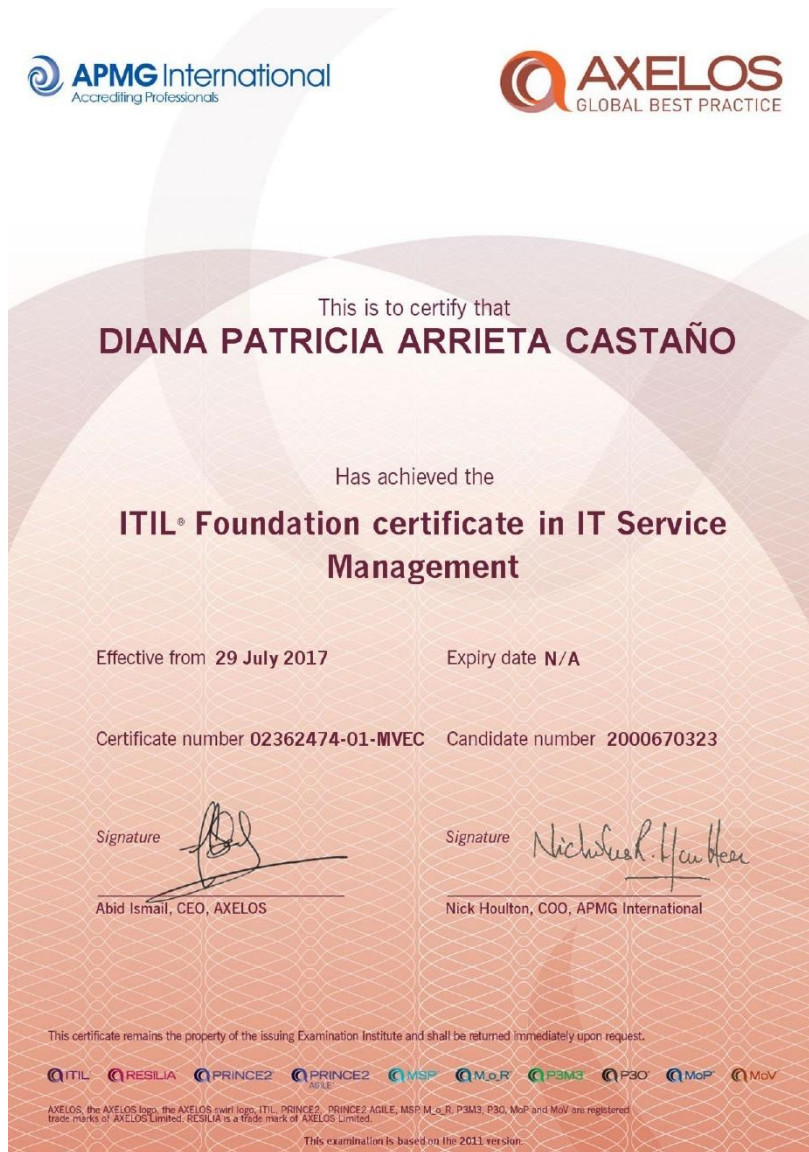 APMG International
Accrediting Professionals
AXELOS
GLOBAL BEST PRACTICE
This is to certify that
DIANA PATRICIA ARRIETA CASTAÑO
Has achieved the
ITIL® Foundation certificate in IT Service
Management
Effective from 29 July 2017
Expiry date N/A
Certificate number 02362474-01-MVEC
Candidate number 2000670323
Signature
Signature
Abid Ismail, CEO, AXELOS
Nick Houlton, COO, APMG International
This certificate remains the property of the issuing Examination Institute and shall be returned immediately upon request.
ITIL RESILIA PRINCE2 PRINCE2 AGILE MSP M_o_R P3M3 P3O MoP MoV
AXELOS, the AXELOS logo, the AXELOS swirl logo, ITIL, PRINCE2, PRINCE2 AGILE, MSP, M_o_R, P3M3, P3O, MoP and MoV are registered
trade marks of AXELOS Limited. RESILIA is a trade mark of AXELOS Limited.
This examination is based on the 2011 version.